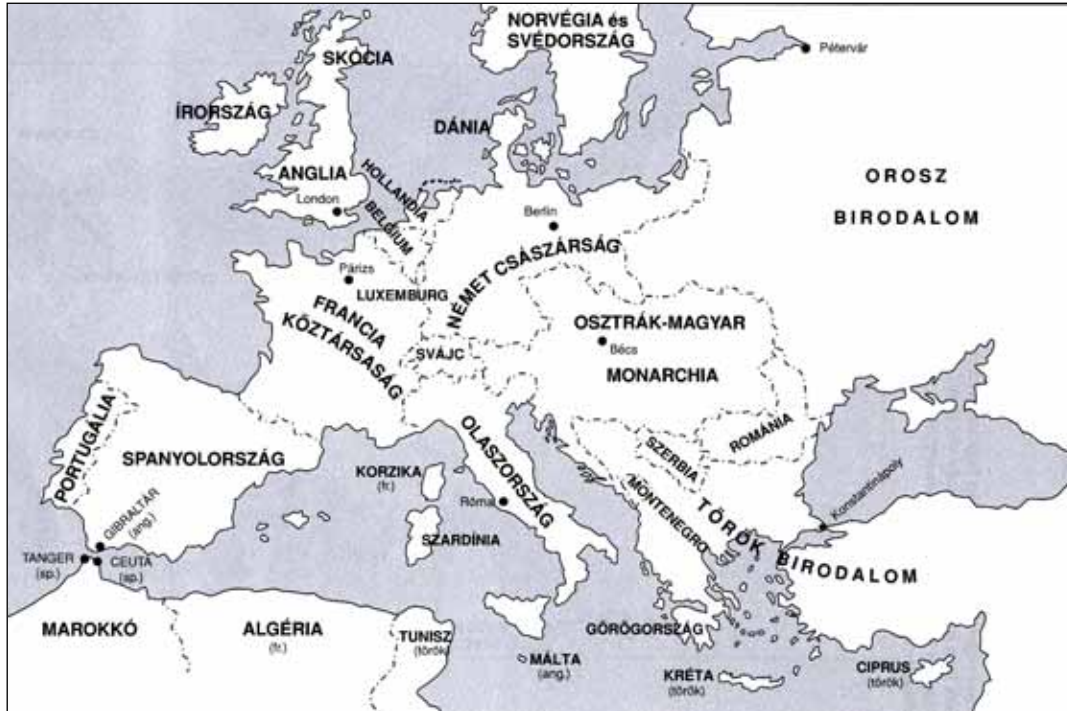 NORVÉGIA és
SVÉDORSZÁG
Pétervár
SKÓCIA
ÍRORSZÁG
DÁNIA
ANGLIA
London
HOLLANDIA
BELGIUM
Berlin
OROSZ
BIRODALOM
Párizs
LUXEMBURG
NÉMET CSÁSZÁRSÁG
FRANCIA
KÖZTÁRSASÁG
OSZTRÁK-MAGYAR
Bécs
MONARCHIA
SVÁJC
PORTUGÁLIA
SPANYOLORSZÁG
OLASZORSZÁG
ROMÁNIA
SZERBIA
MONTENEGRO
KORZIKA
(fr.)
Róma
SZARDÍNIA
Konstantinápoly
TÖRÖK BIRODALOM
GIBRALTÁR
(ang.)
TANGER
(sp.)
CEUTA
(sp.)
MAROKKÓ
ALGÉRIA
(fr.)
TUNISZ
(török)
MÁLTA
(ang.)
GÖRÖGORSZÁG
KRÉTA
(török)
CIPRUS
(török)